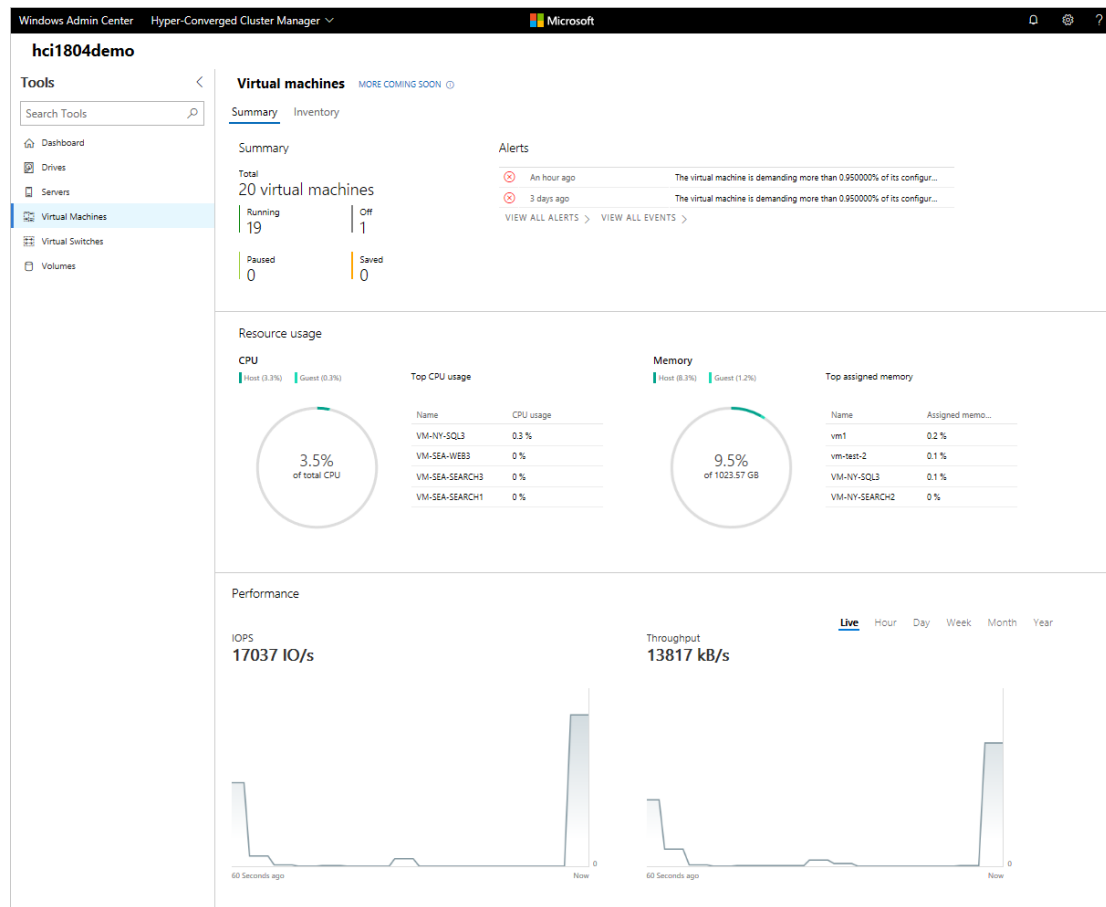 Windows Admin Center Hyper-Converged Cluster Manager Microsoft ?
hci1804demo
Tools
Search Tools
Dashboard
Drives
Servers
Virtual Machines
Virtual Switches
Volumes
Virtual machines MORE COMING SOON
Summary Inventory
Summary
Total
20 virtual machines
Running Off
19 1
Paused Saved
0 0
Alerts
An hour ago The virtual machine is demanding more than 0.950000% of its configur...
3 days ago The virtual machine is demanding more than 0.950000% of its configur...
VIEW ALL ALERTS > VIEW ALL EVENTS >
Resource usage
CPU
Host (3.3%) Guest (0.3%)
3.5%
of total CPU
Top CPU usage
Name CPU usage
VM-NY-SQL3 0.3 %
VM-SEA-WEB3 0 %
VM-SEA-SEARCH3 0 %
VM-SEA-SEARCH1 0 %
Memory
Host (8.3%) Guest (1.2%)
9.5%
of 1023.57 GB
Top assigned memory
Name Assigned memo...
vm1 0.2 %
vm-test-2 0.1 %
VM-NY-SQL3 0.1 %
VM-NY-SEARCH2 0 %
Performance
Live Hour Day Week Month Year
IOPS
17037 IO/s
0
60 Seconds ago Now
Throughput
13817 kB/s
0
60 Seconds ago Now